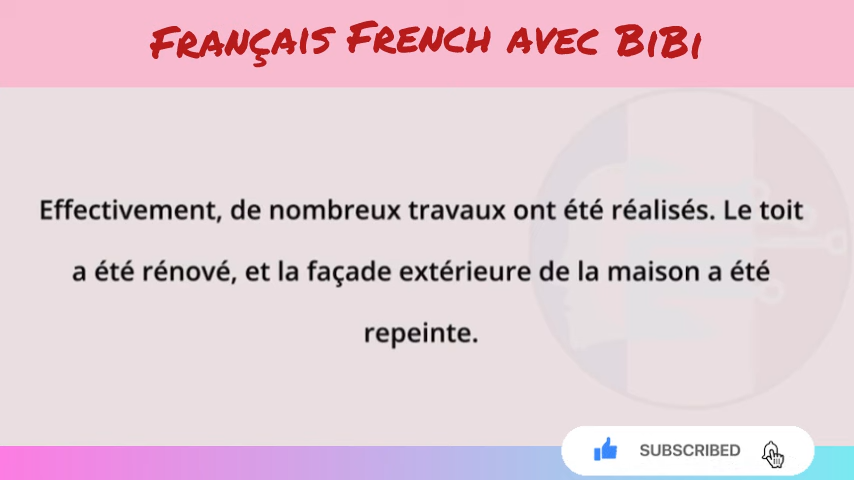 Français French avec BiBi
Effectivement, de nombreux travaux ont été réalisés. Le toit
a été rénové, et la façade extérieure de la maison a été
repeinte.
SUBSCRIBED